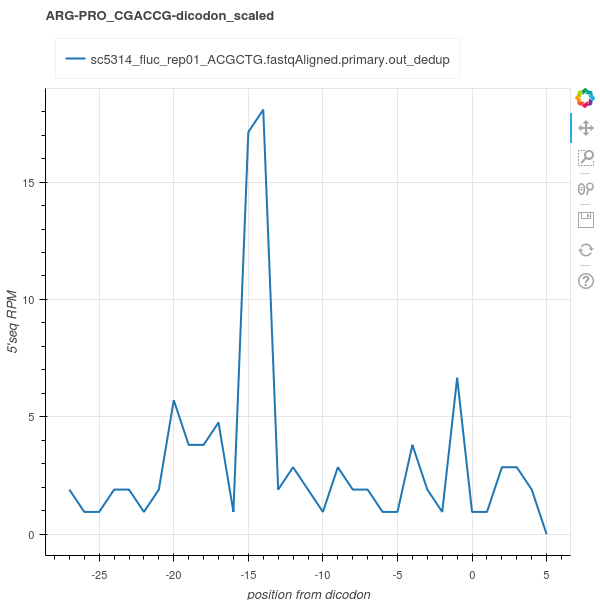 ARG-PRO_CGACCG-dicodon_scaled
sc5314_fluc_rep01_ACGCTG.fastqAligned.primary.out_dedup
15
10
5
0
5'seq RPM
-25
-20
-15
-10
-5
0
5
position from dicodon